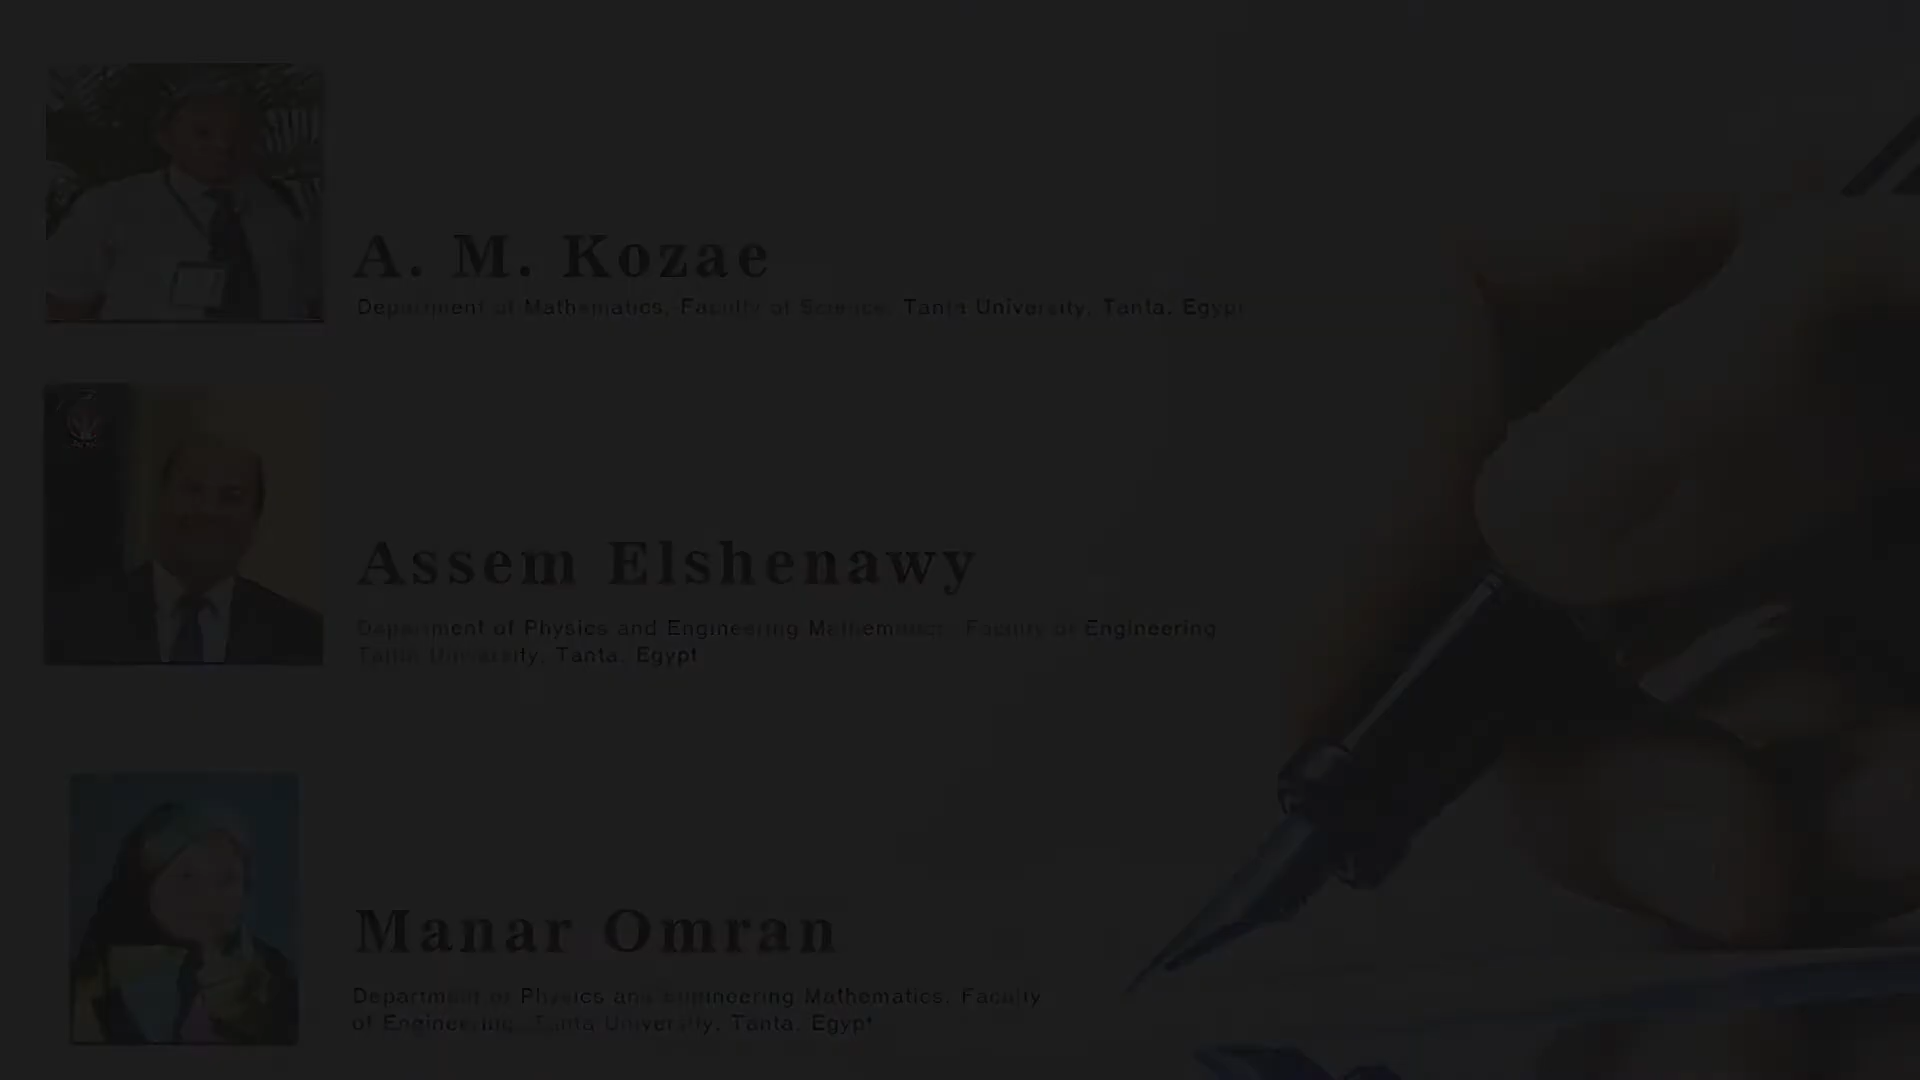 A. M. Kozae
Department of Mathematics, Faculty of Science, Tanta University, Tanta, Egypt
Assem Elshenawy
Department of Physics and Engineering Mathematics, Faculty of Engineering
Tanta University, Tanta, Egypt
Manar Omran
Department of Physics and Engineering Mathematics, Faculty
of Engineering, Tanta University, Tanta, Egypt